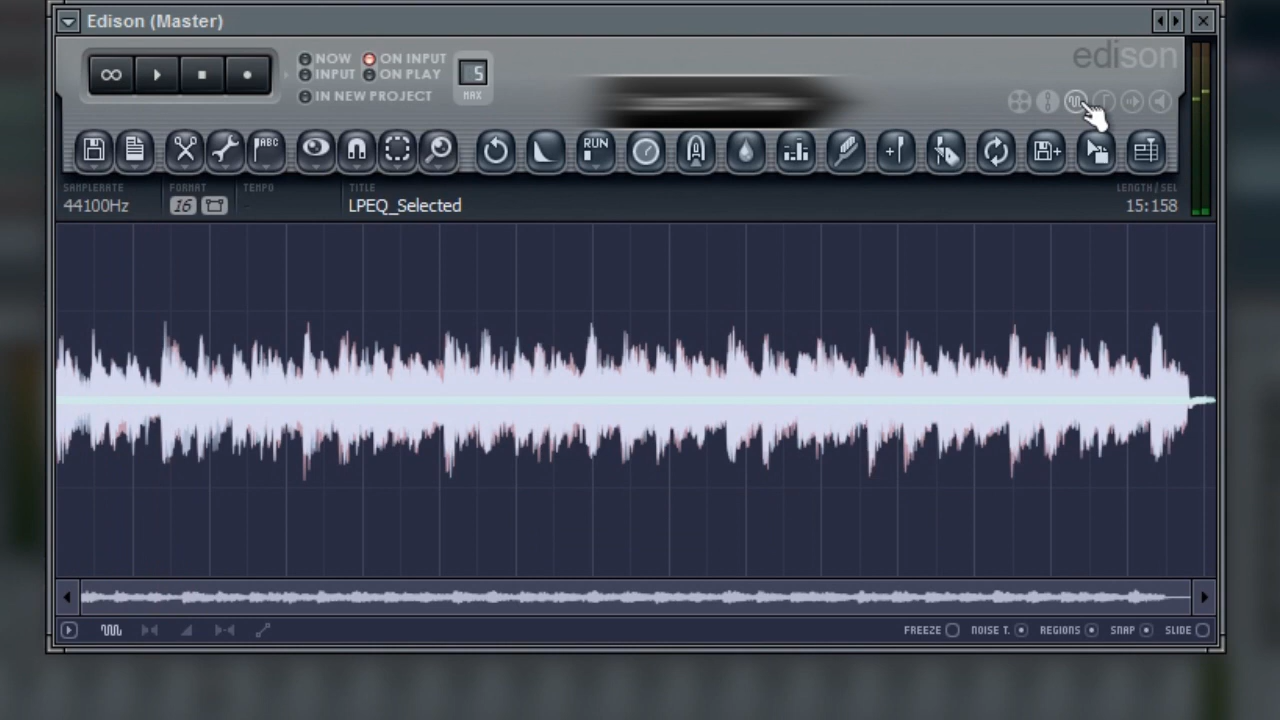 Edison (Master)
edison
NOW ON INPUT
INPUT ON PLAY
IN NEW PROJECT
5
MAX
ABC
RUN
SAMPLERATE FORMAT TEMPO TITLE LENGTH/SEL
44100Hz 16 LPEQ_Selected 15:158
FREEZE NOISE T. REGIONS SNAP SLIDE